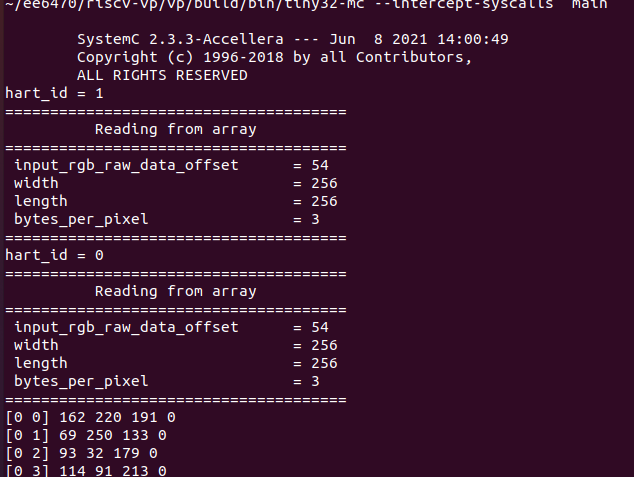 ~/ee6470/riscv-vp/vp/build/bin/tiny32-mc --intercept-syscalls  main
SystemC 2.3.3-Accellera --- Jun  8 2021 14:00:49
Copyright (c) 1996-2018 by all Contributors,
ALL RIGHTS RESERVED
hart_id = 1
======================================
Reading from array
======================================
input_rgb_raw_data_offset      = 54
width                          = 256
length                         = 256
bytes_per_pixel                = 3
======================================
hart_id = 0
======================================
Reading from array
======================================
input_rgb_raw_data_offset      = 54
width                          = 256
length                         = 256
bytes_per_pixel                = 3
======================================
[0 0] 162 220 191 0
[0 1] 69 250 133 0
[0 2] 93 32 179 0
[0 3] 114 91 213 0